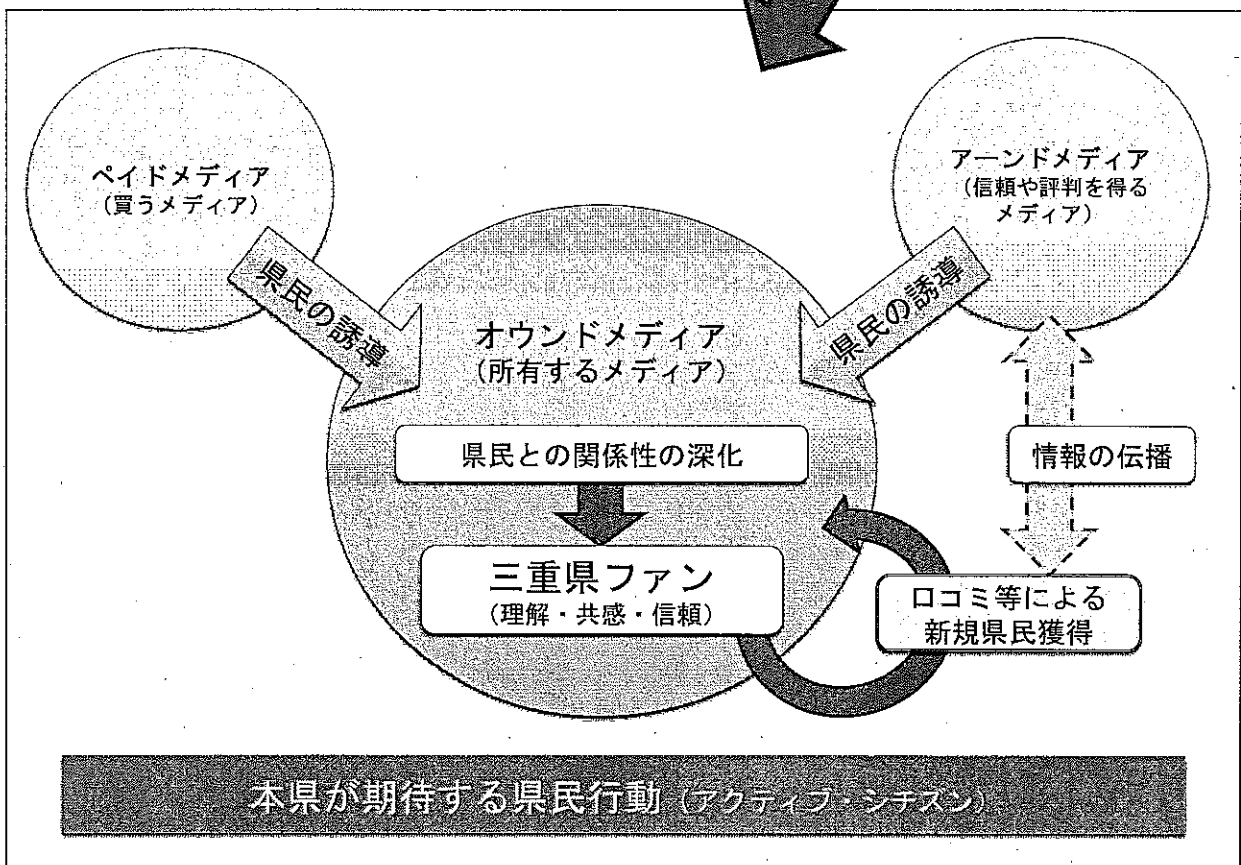 ペイドメディア
（買うメディア）
アーンドメディア
（信頼や評判を得る
メディア）
県民の誘導
県民の誘導
オウンドメディア
（所有するメディア）
県民との関係性の深化
情報の伝播
三重県ファン
（理解・共感・信頼）
口コミ等による
新規県民獲得
本県が期待する県民行動（アクティブ・シチズン）